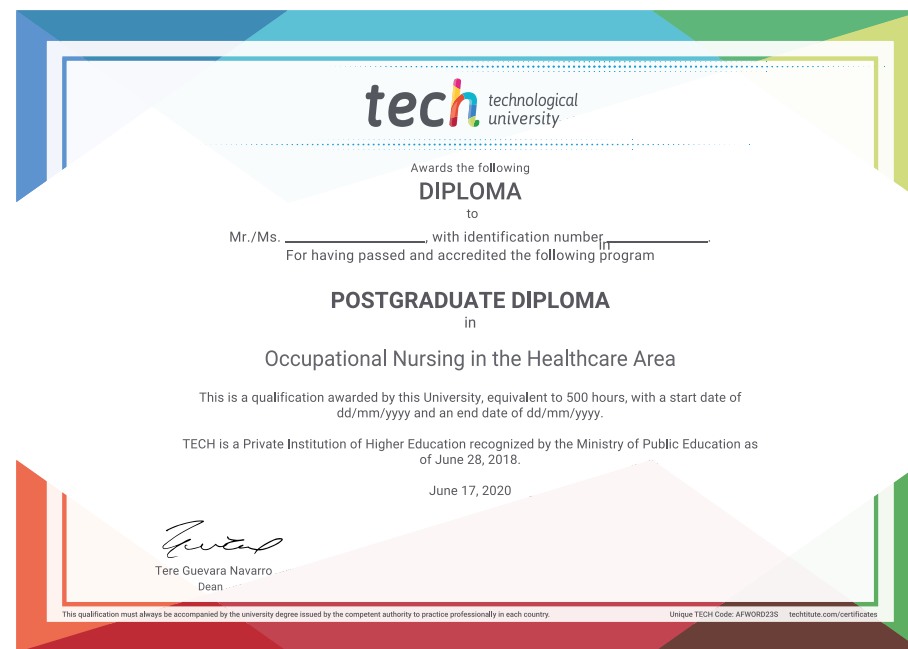 tech technological
university
Awards the following
DIPLOMA
to
Mr./Ms. ____________________, with identification number ______________.
in
For having passed and accredited the following program
POSTGRADUATE DIPLOMA
in
Occupational Nursing in the Healthcare Area
This is a qualification awarded by this University, equivalent to 500 hours, with a start date of
dd/mm/yyyy and an end date of dd/mm/yyyy.
TECH is a Private Institution of Higher Education recognized by the Ministry of Public Education as
of June 28, 2018.
June 17, 2020
Tere Guevara Navarro
Dean
This qualification must always be accompanied by the university degree issued by the competent authority to practice professionally in each country. Unique TECH Code: AFWORD23S techtitute.com/certificates